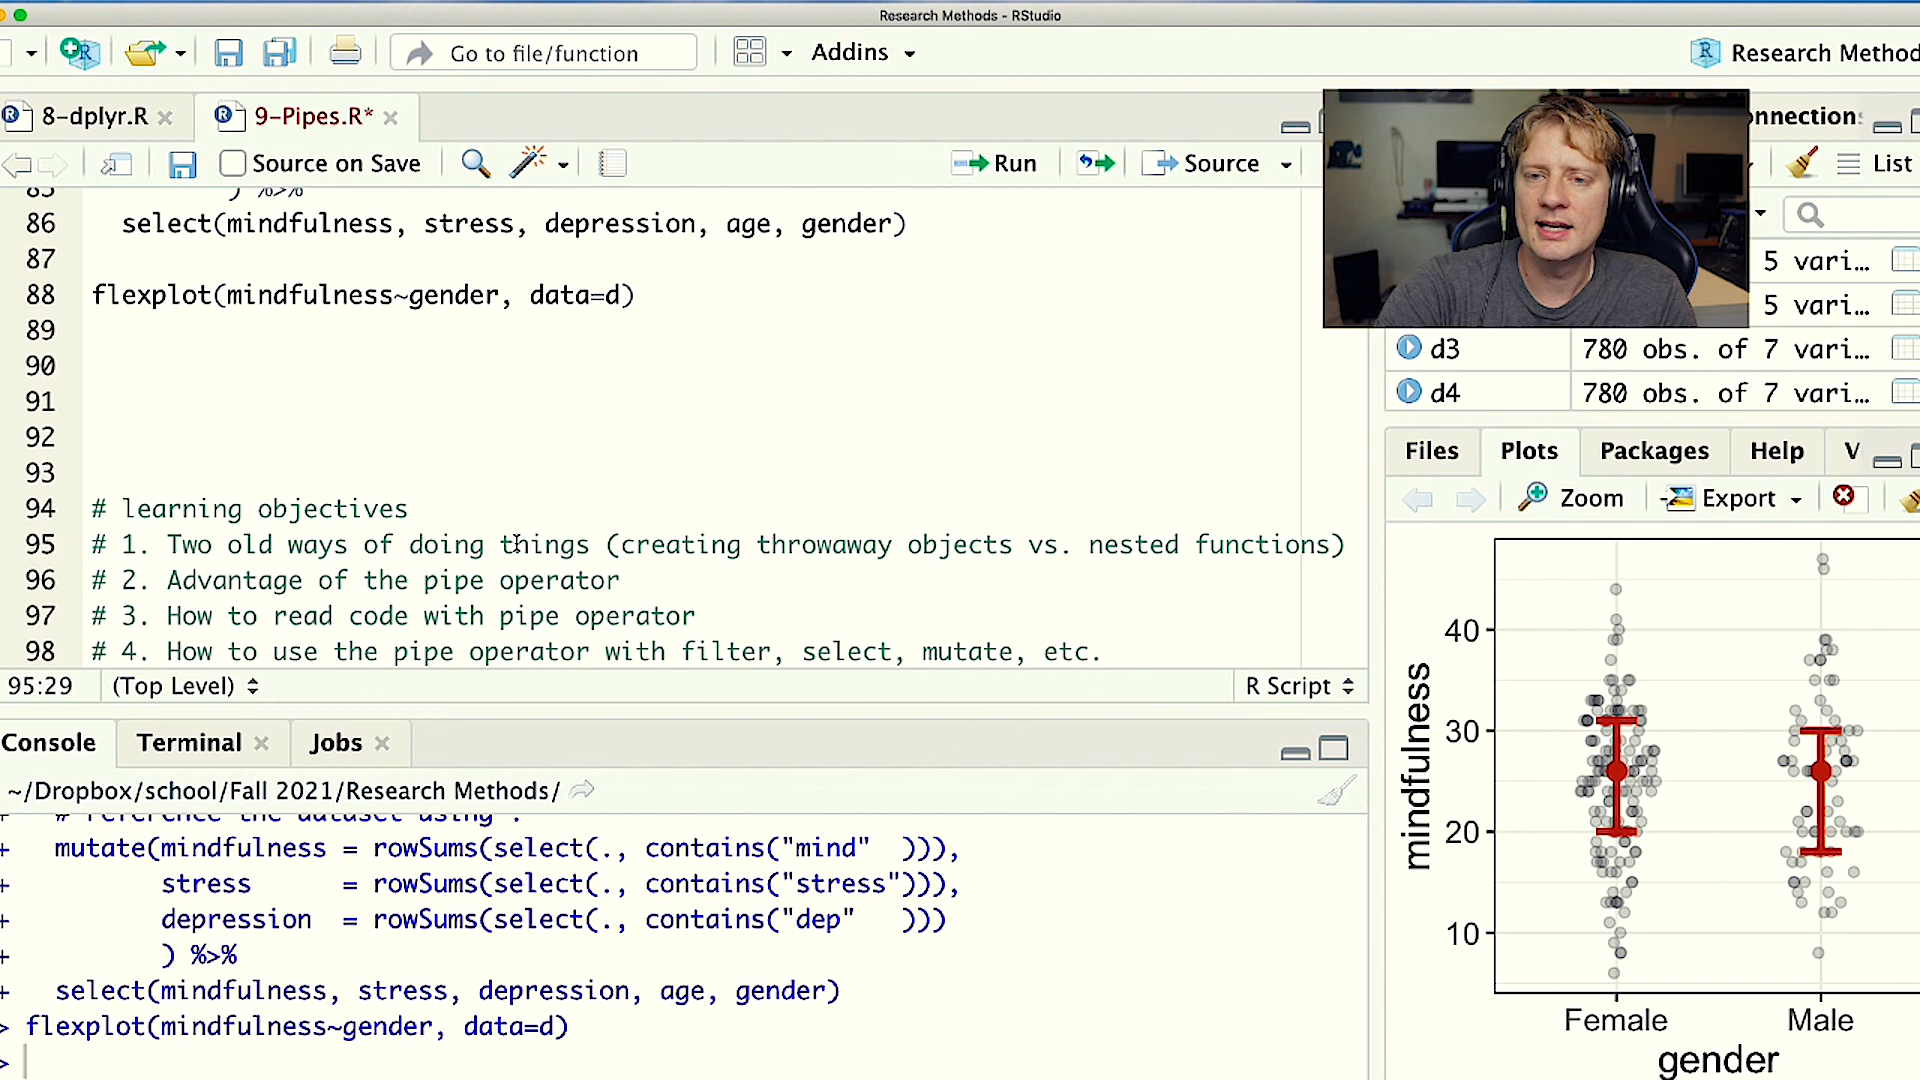 Research Methods - RStudio
Go to file/function
Addins
Research Method
8-dplyr.R
9-Pipes.R*
Source on Save
Run
Source
85 ) %>%
86 select(mindfulness, stress, depression, age, gender)
87
88 flexplot(mindfulness~gender, data=d)
89
90
91
92
93
94 # learning objectives
95 # 1. Two old ways of doing things (creating throwaway objects vs. nested functions)
96 # 2. Advantage of the pipe operator
97 # 3. How to read code with pipe operator
98 # 4. How to use the pipe operator with filter, select, mutate, etc.
95:29 (Top Level) R Script
Console Terminal Jobs
~/Dropbox/school/Fall 2021/Research Methods/
+ # reference the dataset using .
+ mutate(mindfulness = rowSums(select(., contains("mind" ))),
+ stress = rowSums(select(., contains("stress"))),
+ depression = rowSums(select(., contains("dep" )))
+ ) %>%
+ select(mindfulness, stress, depression, age, gender)
> flexplot(mindfulness~gender, data=d)
>
onnection
List
5 vari…
5 vari…
d3 780 obs. of 7 vari…
d4 780 obs. of 7 vari…
Files Plots Packages Help V
Zoom Export
40
30
20
10
mindfulness
Female Male
gender